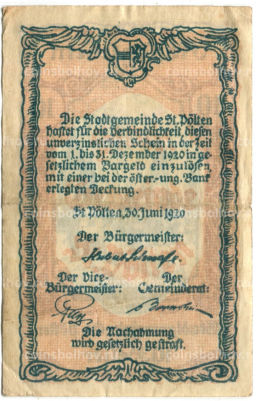 Die Stadtgemeinde St. Pölten
haftet für die Verbindlichkeit, diesen
unverzinslichen Schein in der Zeit
vom 1. bis 31. Dezember 1920 in ge-
setzlichem Bargeld einzulösen,
mit einer bei der österr.-ung. Bank
erlegten Deckung.
St. Pölten, 30. Juni 1920.
Der Bürgermeister:
Der Vice-
Bürgermeister:
Der
Gemeinderat:
Die Nachahmung
wird gesetzlich gestraft.